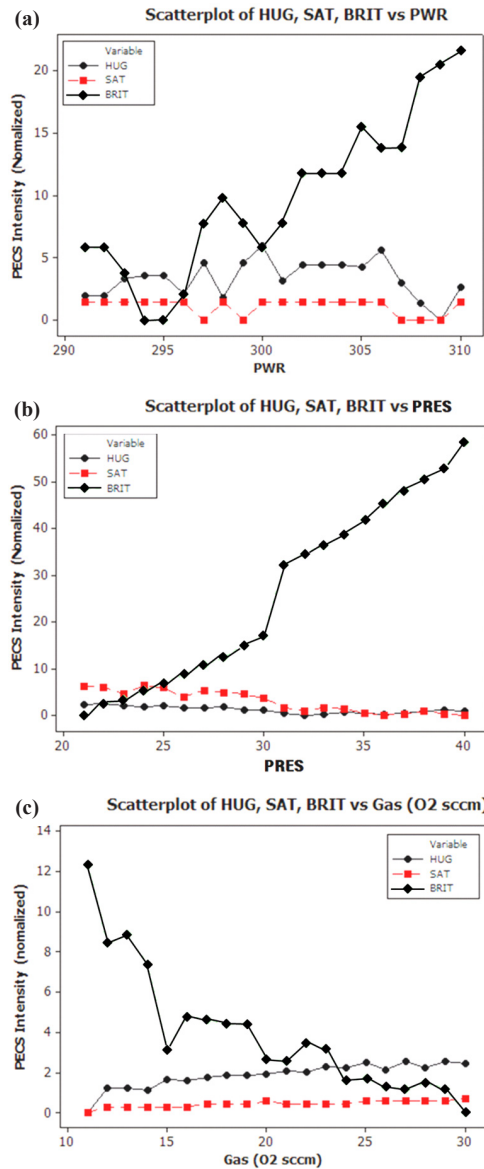 (a)
Scatterplot of HUG, SAT, BRIT vs PWR
Variable
HUG
SAT
BRIT
PECS Intensity (Nomalized)
20
15
10
5
0
290 295 300 305 310
PWR
(b)
Scatterplot of HUG, SAT, BRIT vs PRES
Variable
HUG
SAT
BRIT
PECS Intensity (Nomalized)
60
50
40
30
20
10
0
20 25 30 35 40
PRES
(c)
Scatterplot of HUG, SAT, BRIT vs Gas (O2 sccm)
Variable
HUG
SAT
BRIT
PECS Intensity (nomalized)
14
12
10
8
6
4
2
0
10 15 20 25 30
Gas (O2 sccm)